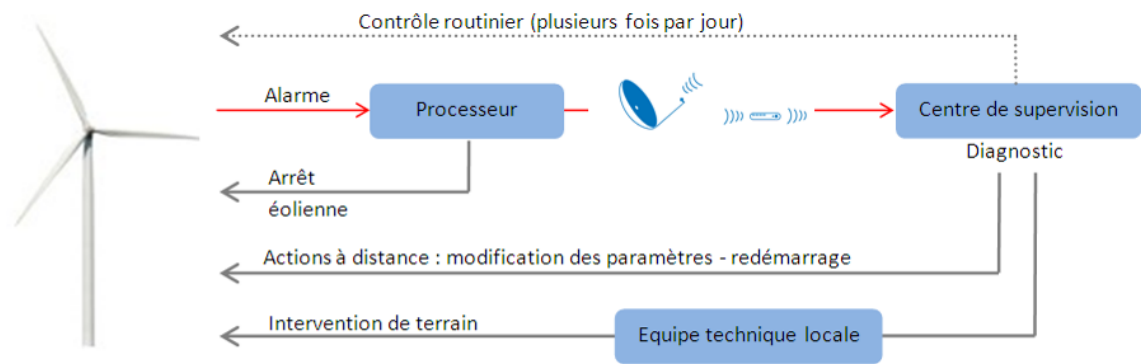 Contrôle routinier (plusieurs fois par jour)
Alarme
Processeur
Centre de supervision
Diagnostic
Arrêt
éolienne
Actions à distance : modification des paramètres - redémarrage
Intervention de terrain
Equipe technique locale